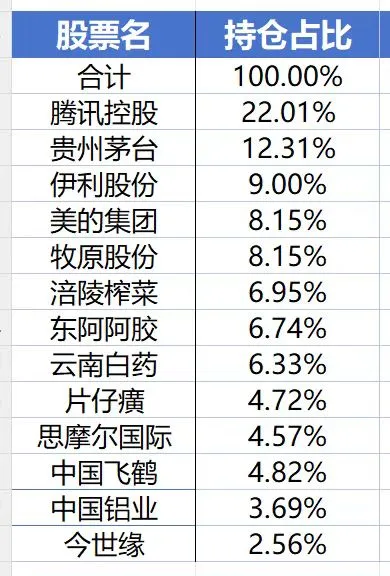 股票名 持仓占比
合计 100.00%
腾讯控股 22.01%
贵州茅台 12.31%
伊利股份 9.00%
美的集团 8.15%
牧原股份 8.15%
涪陵榨菜 6.95%
东阿阿胶 6.74%
云南白药 6.33%
片仔癀 4.72%
思摩尔国际 4.57%
中国飞鹤 4.82%
中国铝业 3.69%
今世缘 2.56%